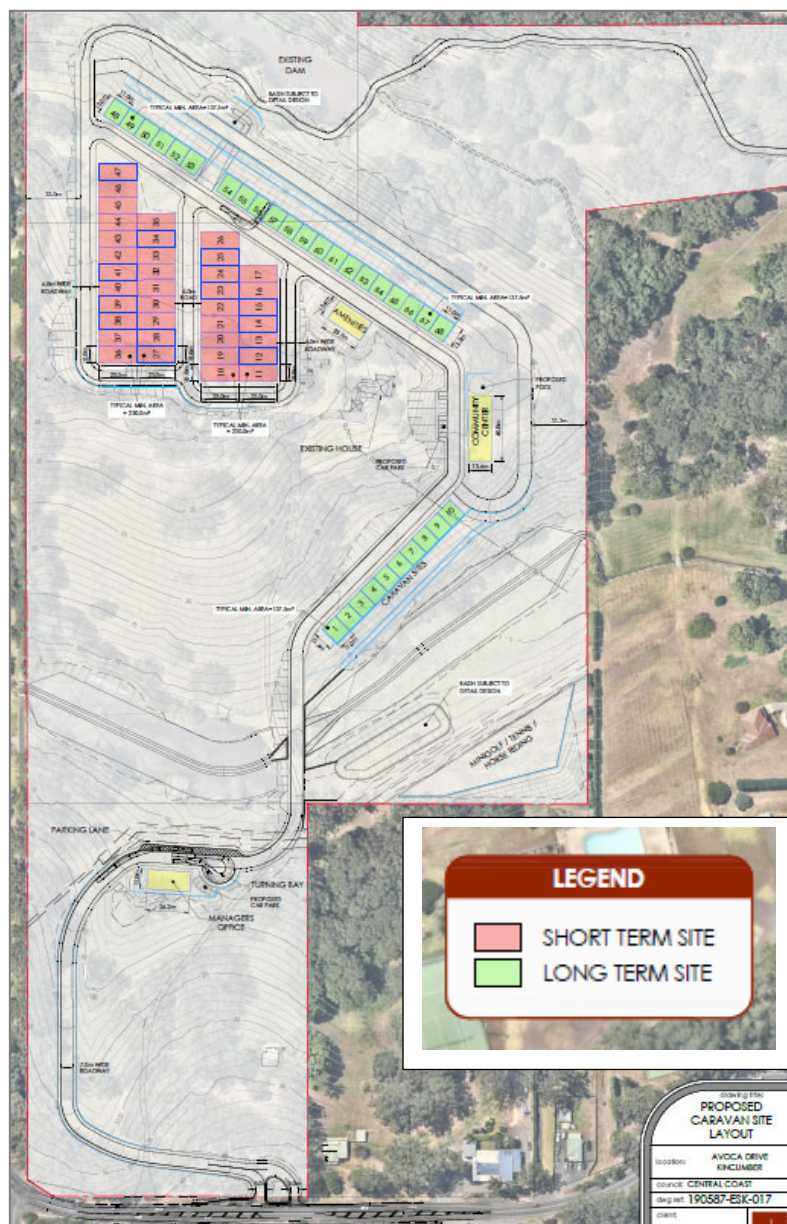 EXISTING
DAM
BASIN SUBJECT TO
DETAIL DESIGN
TYPICAL MIN. AREA=137.5m²
48
49
50
51
52
53
54
55
56
57
58
59
60
61
62
63
64
65
66
67
68
TYPICAL MIN. AREA=137.5m²
47
46
45
44
43
42
41
40
39
38
37
36
35
34
33
32
31
30
29
28
27
26
25
24
23
22
21
20
19
18
17
16
15
14
13
12
11
6.0m WIDE
ROADWAY
6.0m
ROAD
6.0m WIDE
ROADWAY
AMENITIES
TYPICAL MIN. AREA
= 230.0m²
TYPICAL MIN. AREA
= 230.0m²
PROPOSED
POOL
COMMUNITY
CENTER
EXISTING HOUSE
PROPOSED
CAR PARK
10
9
8
7
6
5
4
3
2
1
CARAVAN SITES
BASIN SUBJECT TO
DETAIL DESIGN
MINIGOLF / TENNIS /
HORSE RIDING
PARKING LANE
TURNING BAY
PROPOSED
CAR PARK
MANAGERS
OFFICE
7.0m WIDE
ROADWAY
LEGEND
SHORT TERM SITE
LONG TERM SITE
drawing title:
PROPOSED
CARAVAN SITE
LAYOUT
location: AVOCA DRIVE
KINCUMBER
council: CENTRAL COAST
dwg ref: 190587-ESK-017
client: